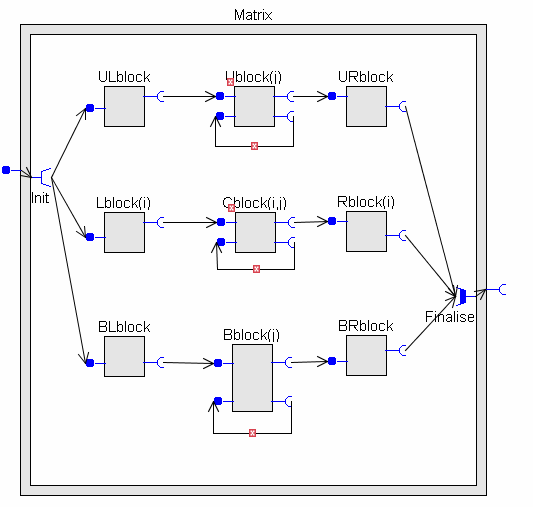 Matrix
ULblock Ublock(j) URblock
Init
Lblock(i) Cblock(i,j) Rblock(i)
Finalise
BLblock Bblock(j) BRblock